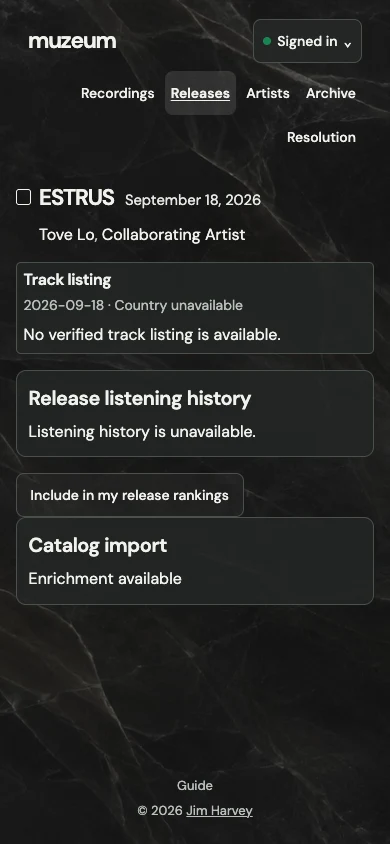 muzeum
Signed in
Recordings Releases Artists Archive
Resolution
ESTRUS September 18, 2026
Tove Lo, Collaborating Artist
Track listing
2026-09-18 · Country unavailable
No verified track listing is available.
Release listening history
Listening history is unavailable.
Include in my release rankings
Catalog import
Enrichment available
Guide
© 2026 Jim Harvey